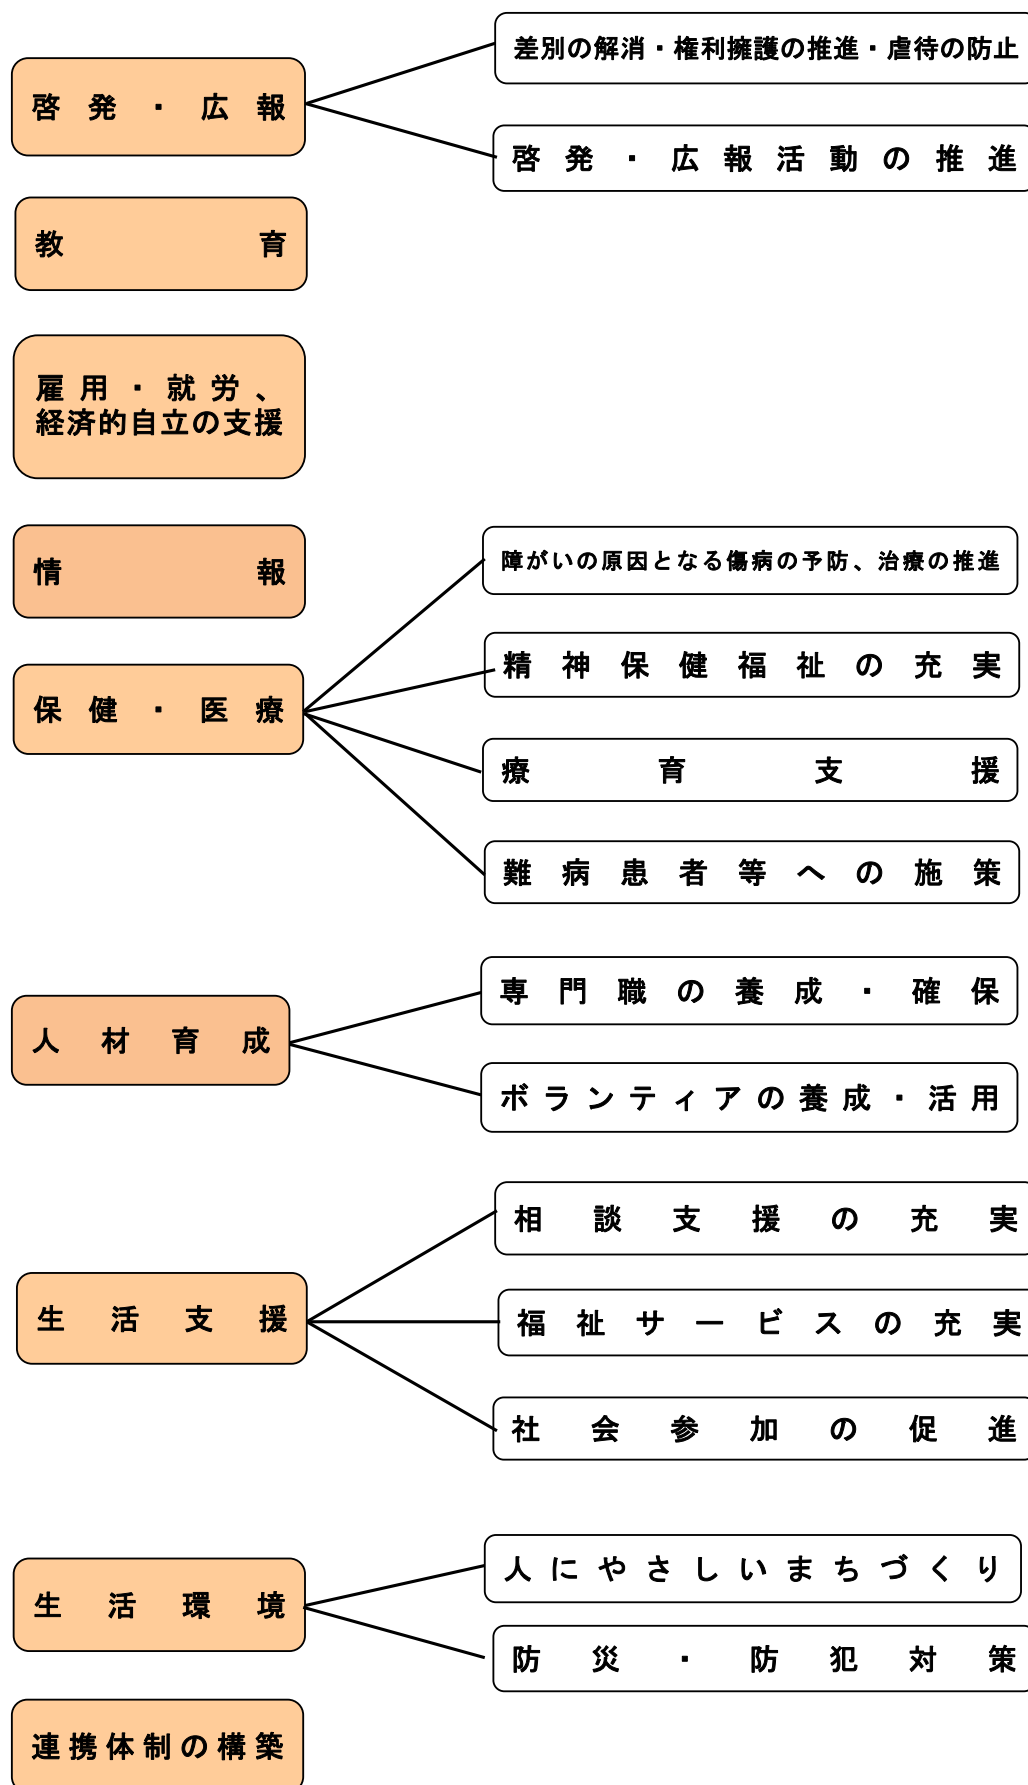 啓発・広報
差別の解消・権利擁護の推進・虐待の防止
啓発・広報活動の推進
教育
雇用・就労、
経済的自立の支援
情報
保健・医療
障がいの原因となる傷病の予防、治療の推進
精神保健福祉の充実
療育支援
難病患者等への施策
人材育成
専門職の養成・確保
ボランティアの養成・活用
生活支援
相談支援の充実
福祉サービスの充実
社会参加の促進
生活環境
人にやさしいまちづくり
防災・防犯対策
連携体制の構築